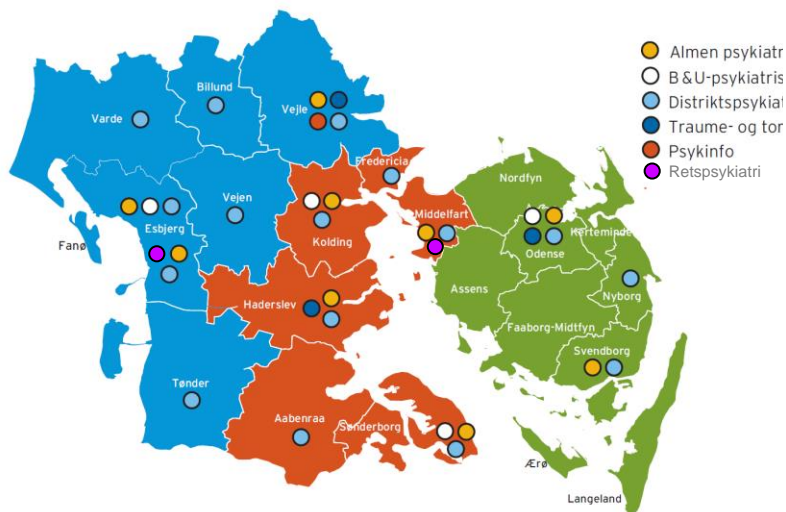 Almen psykiatri
B&U-psykiatris
Distriktspsykiat
Traume- og tor
Psykinfo
Retspsykiatri
Billund
Varde
Vejle
Fredericia
Nordfyn
Vejen
Middelfart
Esbjerg
Kolding
Kerteminde
Fanø
Odense
Assens
Haderslev
Nyborg
Faaborg-Midtfyn
Svendborg
Tønder
Aabenraa
Sønderborg
Ærø
Langeland